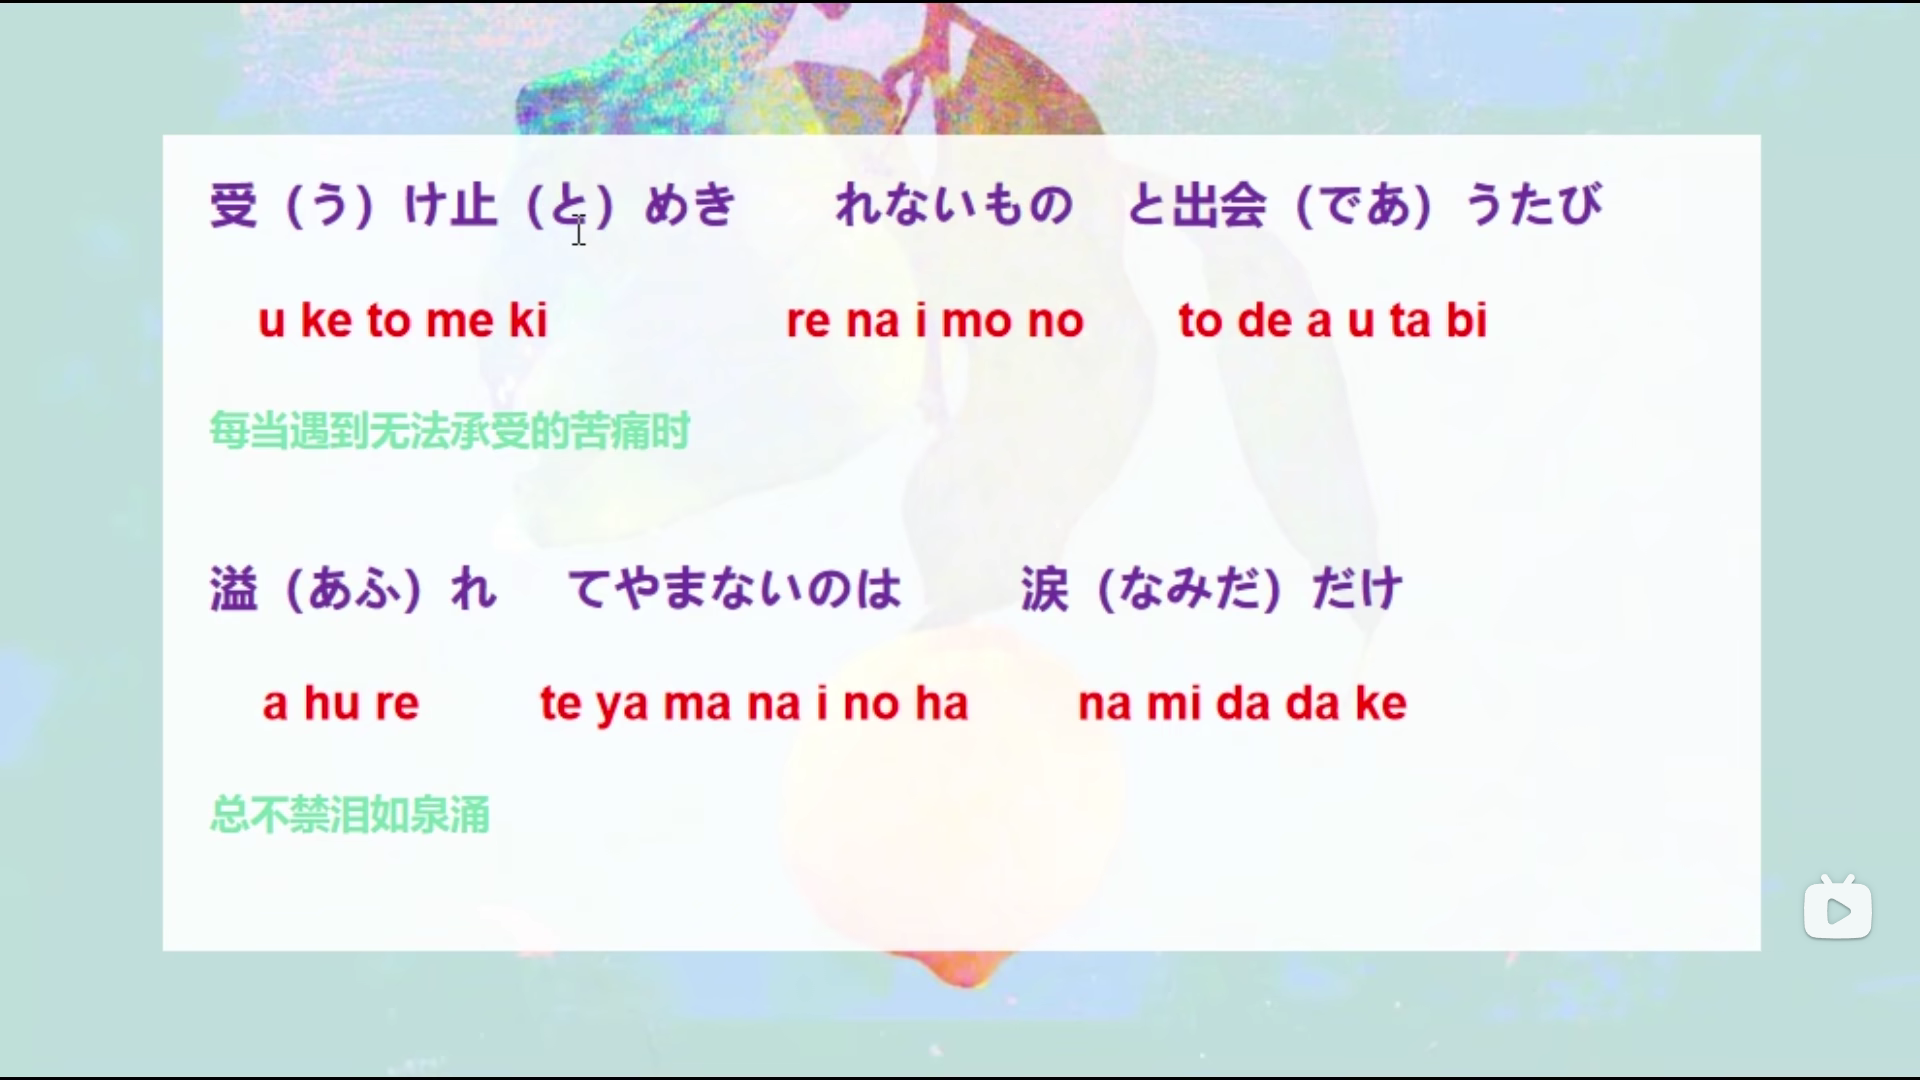 受（う）け止（と）めき　れないもの　と出会（であ）うたび
u ke to me ki re na i mo no to de a u ta bi
每当遇到无法承受的苦痛时
溢（あふ）れ　てやまないのは　涙（なみだ）だけ
a hu re te ya ma na i no ha na mi da da ke
总不禁泪如泉涌